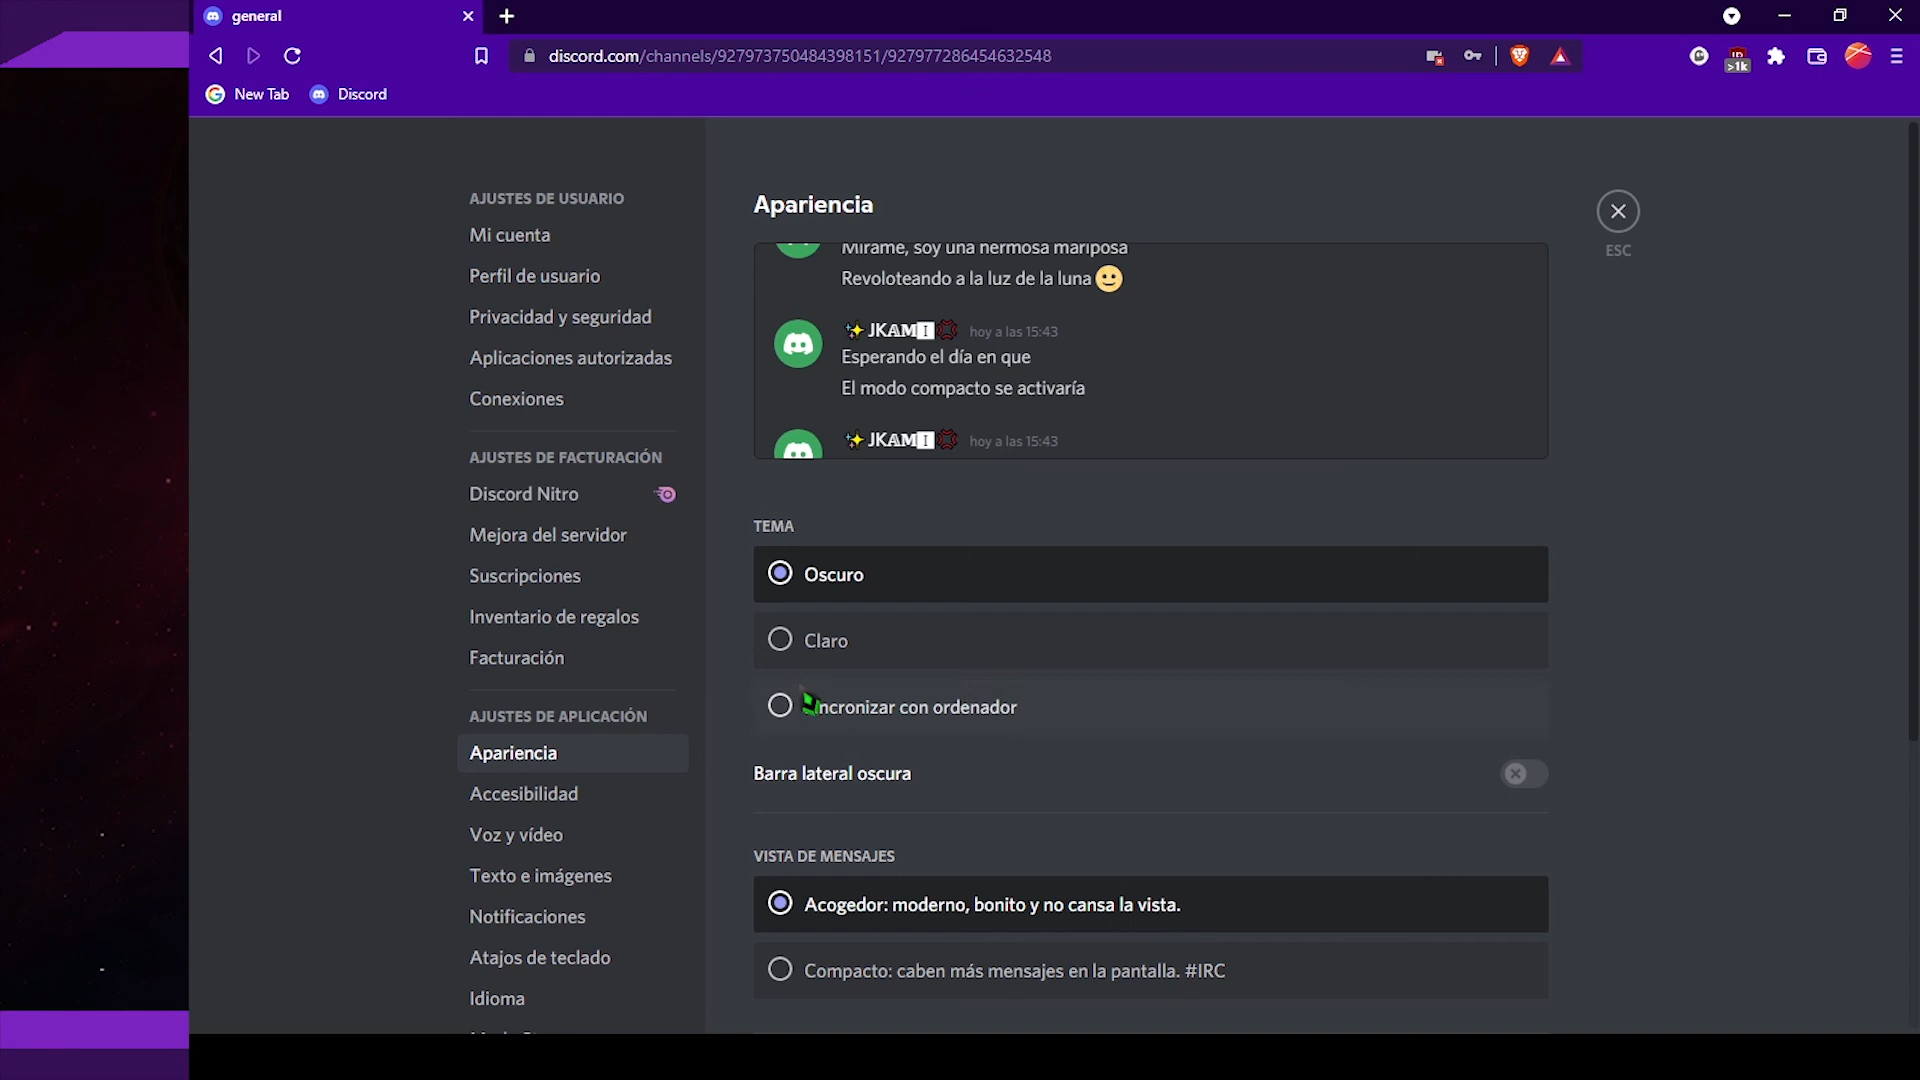 general
discord.com/channels/927973750484398151/927977286454632548
>1k
New Tab
Discord
AJUSTES DE USUARIO
Mi cuenta
Perfil de usuario
Privacidad y seguridad
Aplicaciones autorizadas
Conexiones
AJUSTES DE FACTURACIÓN
Discord Nitro
Mejora del servidor
Suscripciones
Inventario de regalos
Facturación
AJUSTES DE APLICACIÓN
Apariencia
Accesibilidad
Voz y vídeo
Texto e imágenes
Notificaciones
Atajos de teclado
Idioma
Apariencia
ESC
Mírame, soy una hermosa mariposa
Revoloteando a la luz de la luna 🙂
✨JKAMI💢 hoy a las 15:43
Esperando el día en que
El modo compacto se activaría
✨JKAMI💢 hoy a las 15:43
TEMA
Oscuro
Claro
ncronizar con ordenador
Barra lateral oscura
VISTA DE MENSAJES
Acogedor: moderno, bonito y no cansa la vista.
Compacto: caben más mensajes en la pantalla. #IRC